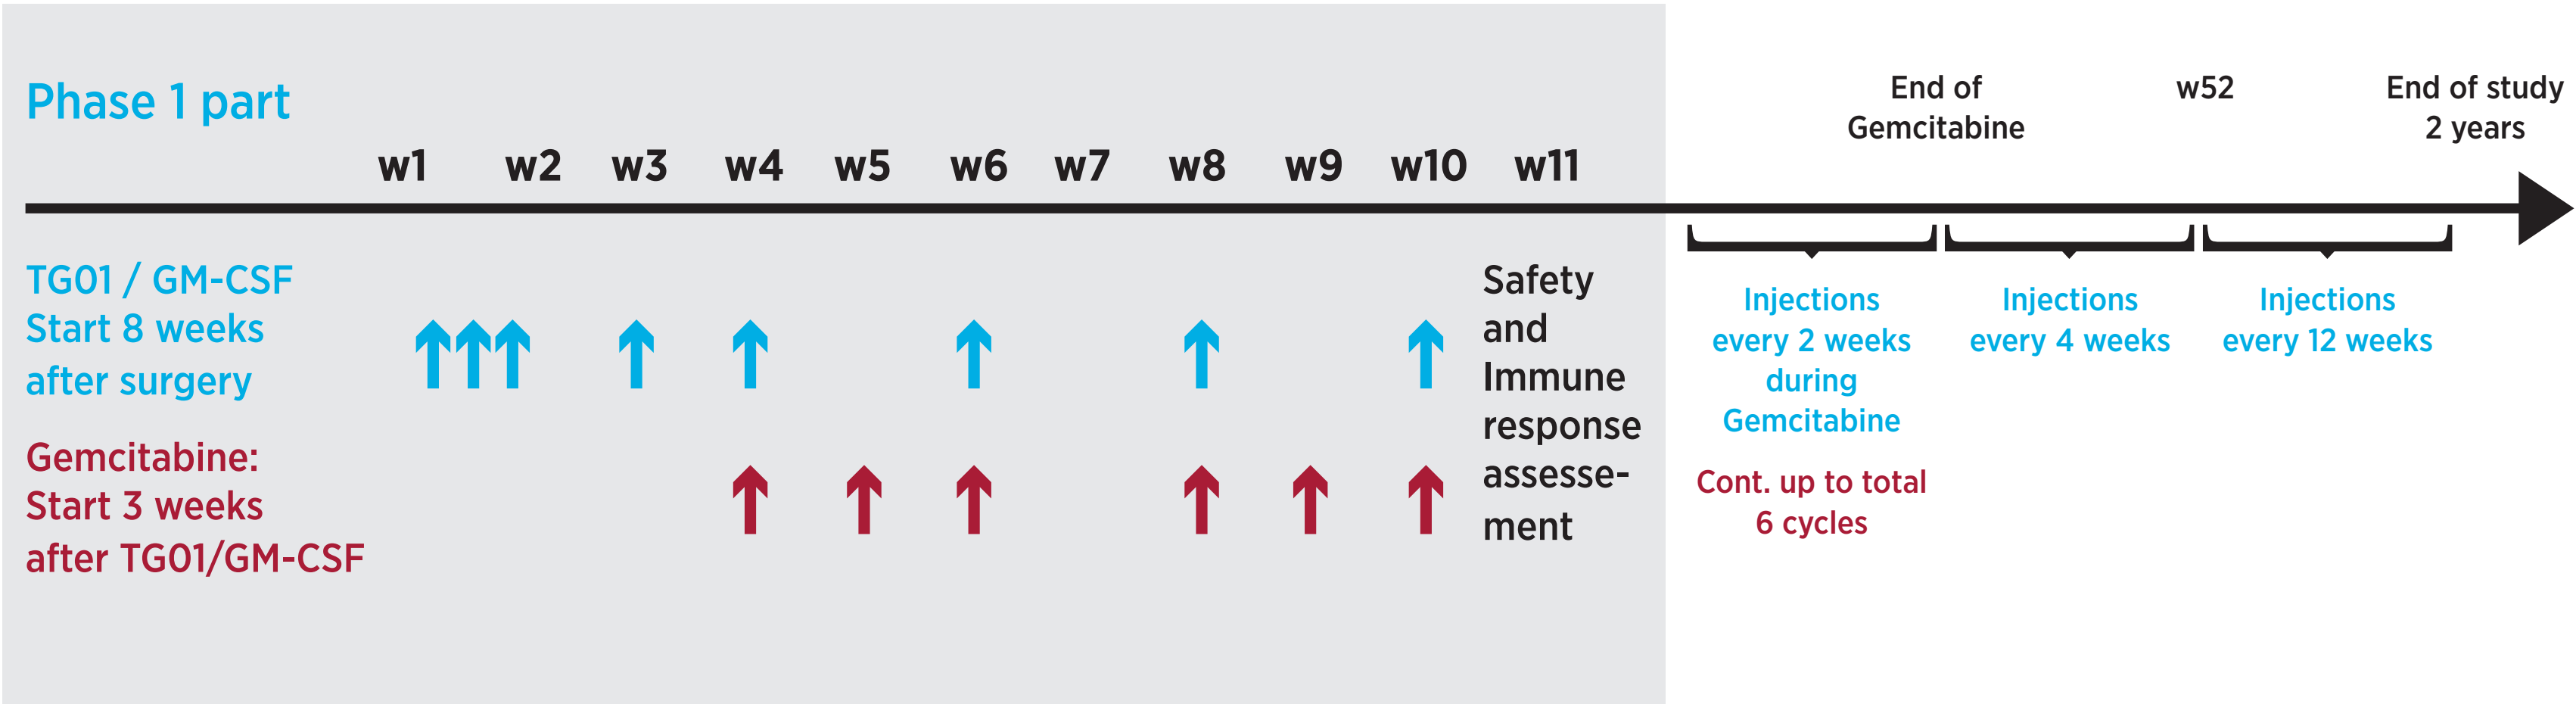 Phase 1 part
w1 w2 w3 w4 w5 w6 w7 w8 w9 w10 w11
End of
Gemcitabine
w52
End of study
2 years
TG01 / GM-CSF
Start 8 weeks
after surgery
Gemcitabine:
Start 3 weeks
after TG01/GM-CSF
Safety
and
Immune
response
assesse-
ment
Injections
every 2 weeks
during
Gemcitabine
Cont. up to total
6 cycles
Injections
every 4 weeks
Injections
every 12 weeks